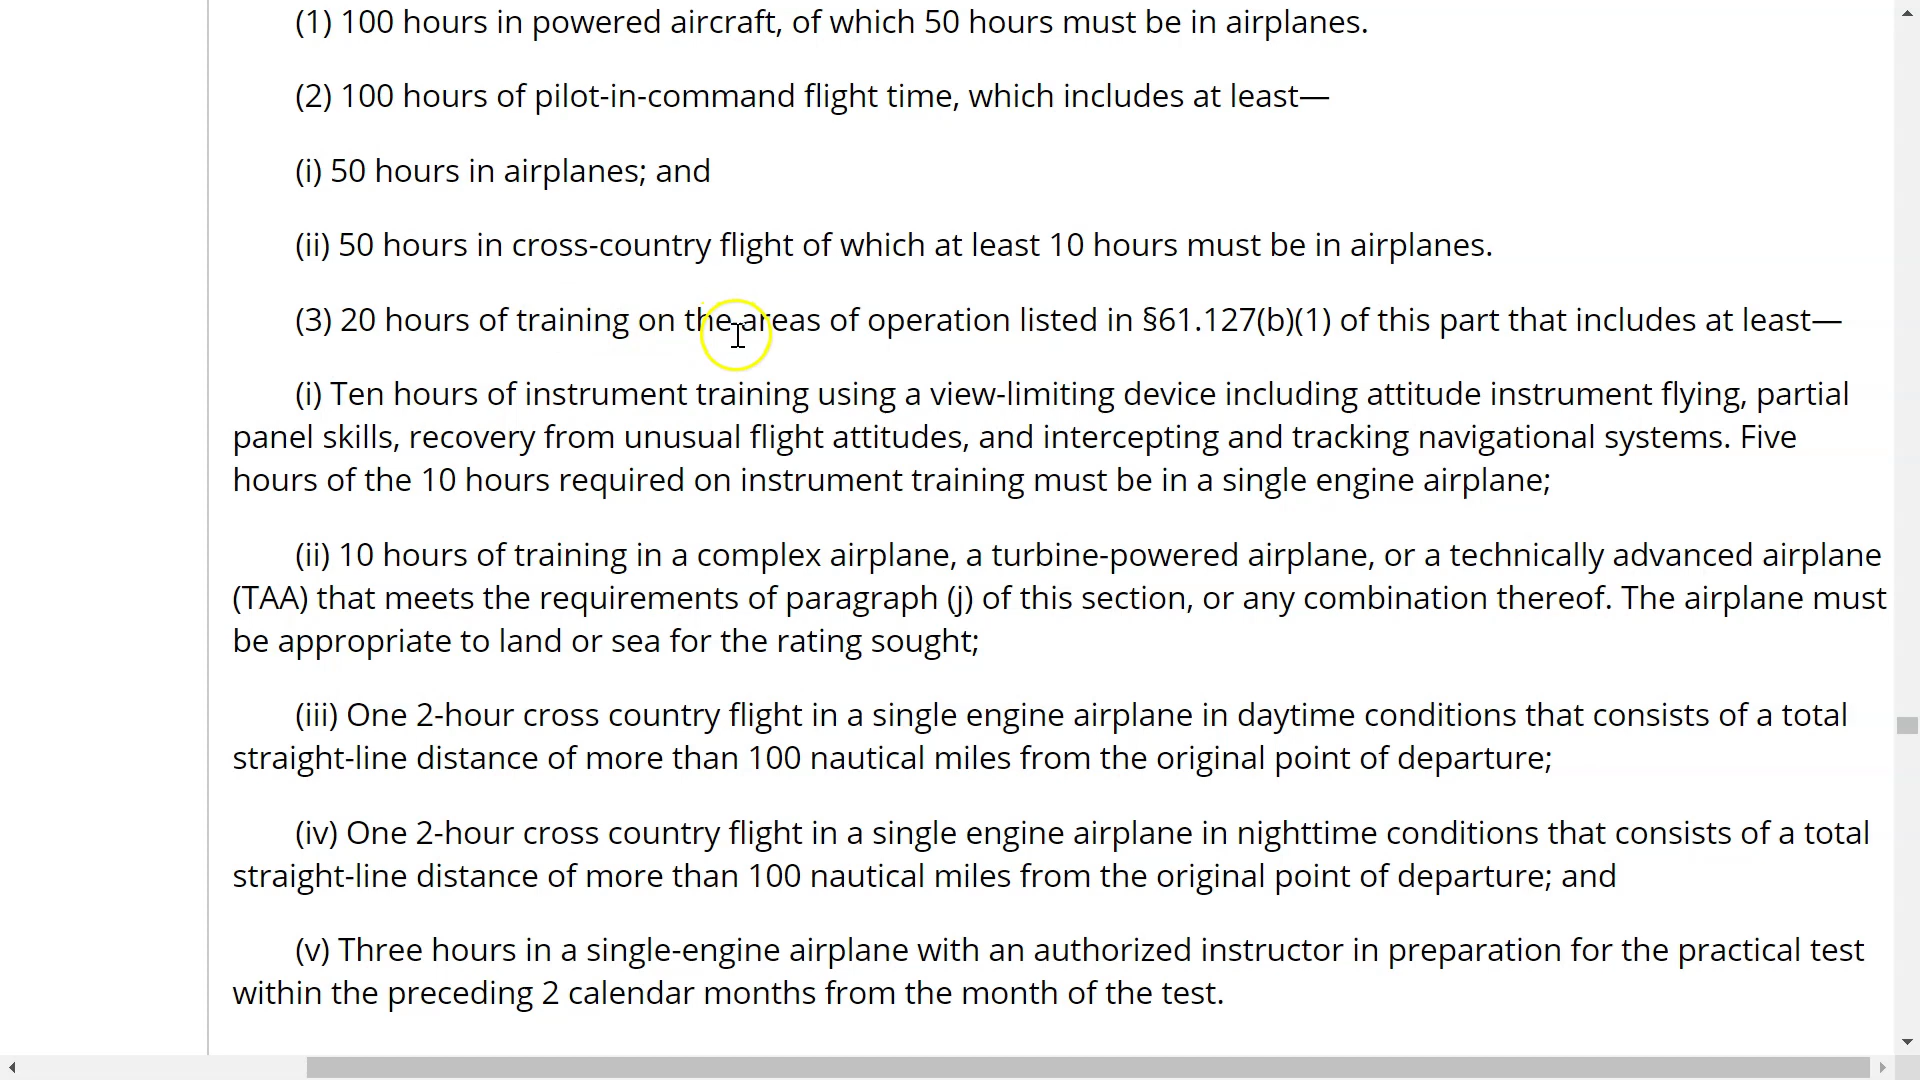 (1) 100 hours in powered aircraft, of which 50 hours must be in airplanes.
(2) 100 hours of pilot-in-command flight time, which includes at least—
(i) 50 hours in airplanes; and
(ii) 50 hours in cross-country flight of which at least 10 hours must be in airplanes.
(3) 20 hours of training on the areas of operation listed in §61.127(b)(1) of this part that includes at least—
(i) Ten hours of instrument training using a view-limiting device including attitude instrument flying, partial
panel skills, recovery from unusual flight attitudes, and intercepting and tracking navigational systems. Five
hours of the 10 hours required on instrument training must be in a single engine airplane;
(ii) 10 hours of training in a complex airplane, a turbine-powered airplane, or a technically advanced airplane
(TAA) that meets the requirements of paragraph (j) of this section, or any combination thereof. The airplane must
be appropriate to land or sea for the rating sought;
(iii) One 2-hour cross country flight in a single engine airplane in daytime conditions that consists of a total
straight-line distance of more than 100 nautical miles from the original point of departure;
(iv) One 2-hour cross country flight in a single engine airplane in nighttime conditions that consists of a total
straight-line distance of more than 100 nautical miles from the original point of departure; and
(v) Three hours in a single-engine airplane with an authorized instructor in preparation for the practical test
within the preceding 2 calendar months from the month of the test.